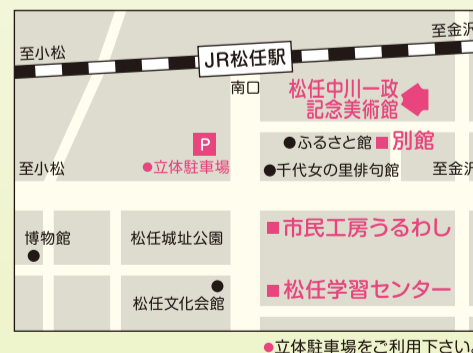 至小松
JR松任駅
至金沢
南口
松任中川一政
記念美術館
P
●立体駐車場
●ふるさと館
■別館
至小松
●千代女の里俳句館
至金沢
博物館
松任城址公園
■市民工房うるわし
松任文化会館
■松任学習センター
●立体駐車場をご利用下さい。